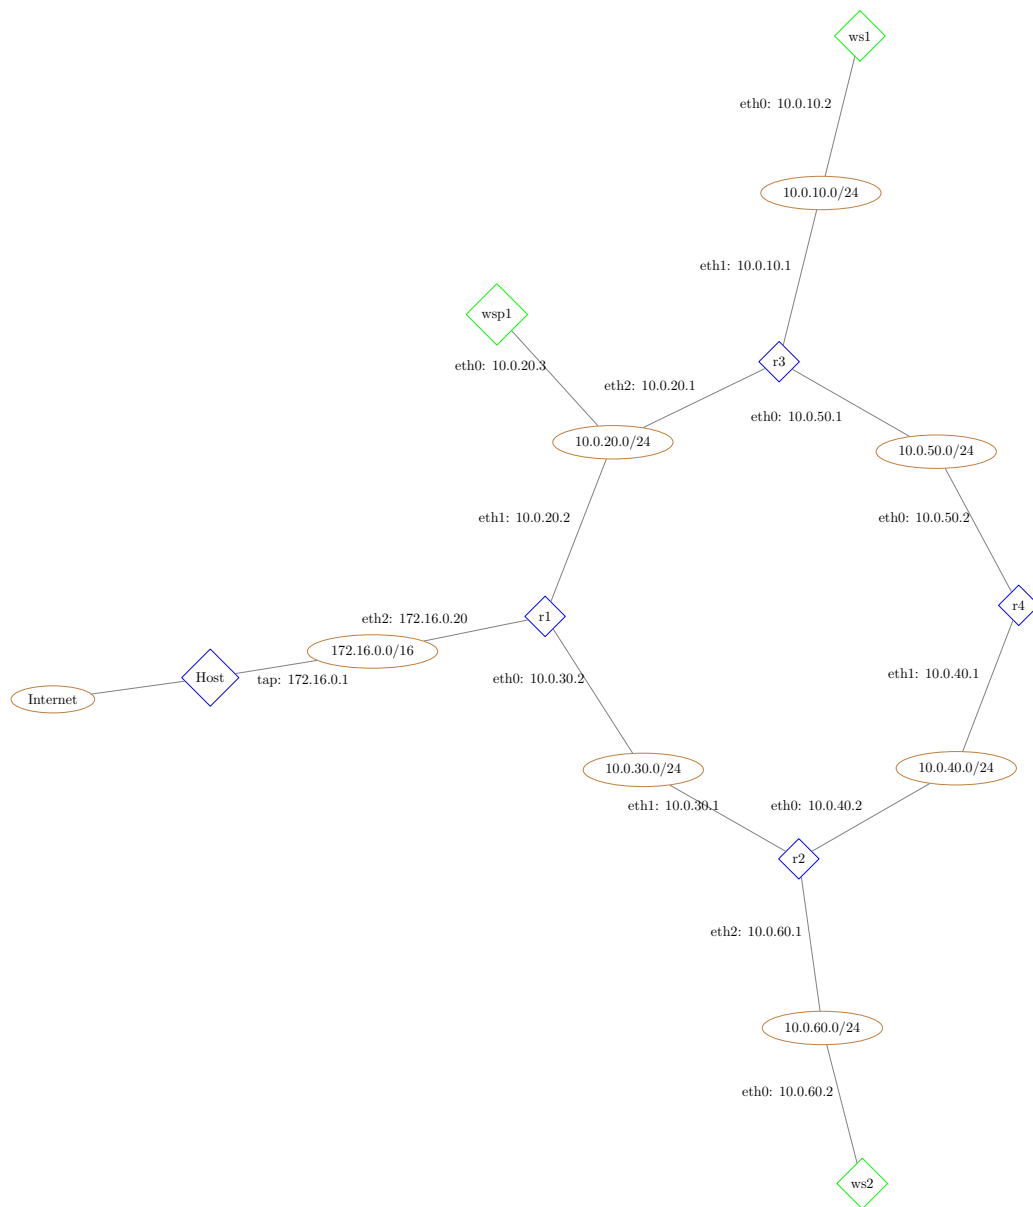 ws1
eth0: 10.0.10.2
10.0.10.0/24
eth1: 10.0.10.1
wsp1
r3
eth0: 10.0.20.3
eth2: 10.0.20.1
eth0: 10.0.50.1
10.0.20.0/24
10.0.50.0/24
eth1: 10.0.20.2
eth0: 10.0.50.2
r4
r1
eth2: 172.16.0.20
172.16.0.0/16
Host
tap: 172.16.0.1
eth0: 10.0.30.2
eth1: 10.0.40.1
Internet
10.0.30.0/24
10.0.40.0/24
eth1: 10.0.30.1
eth0: 10.0.40.2
r2
eth2: 10.0.60.1
10.0.60.0/24
eth0: 10.0.60.2
ws2